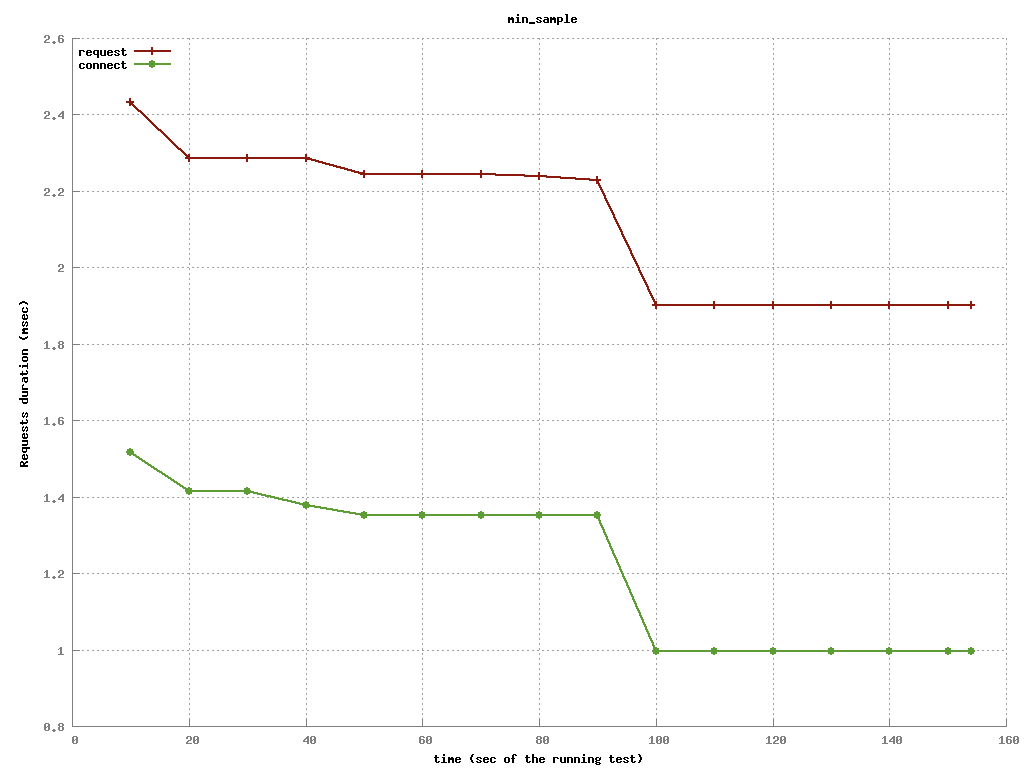 min_sample
request
connect
2.6
2.4
2.2
2
1.8
1.6
1.4
1.2
1
0.8
Requests duration (msec)
0 20 40 60 80 100 120 140 160
time (sec of the running test)